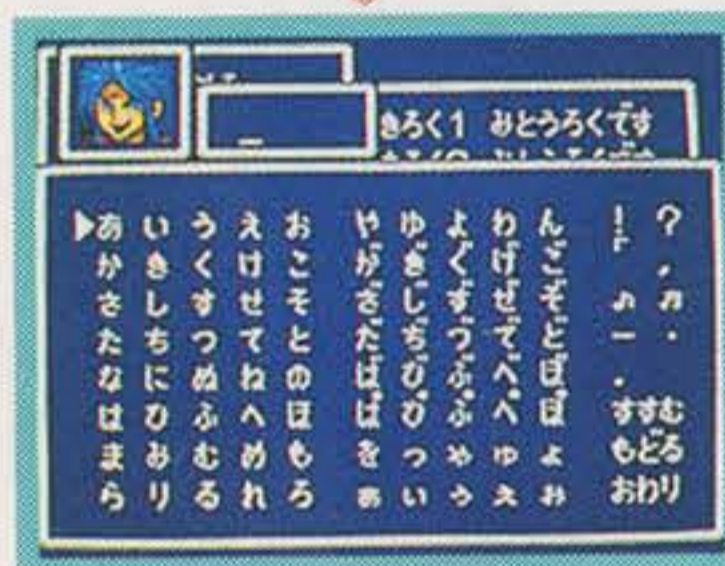 きろく1 みとうろくです
▶あ い う え お や ゆ よ わ ん ! ?
か き く け こ が ぎ ぐ げ ご
さ し す せ そ ざ じ ず ぜ ぞ ♪ ♬
た ち つ て と だ ぢ づ で ど ー ・
な に ぬ ね の ば び ぶ べ ぼ
は ひ ふ へ ほ ぱ ぴ ぷ ぺ ぽ すすむ
ま み む め も を っ ゃ ゅ ょ もどる
ら り る れ ろ ぁ ぃ ぅ ぇ ぉ おわり